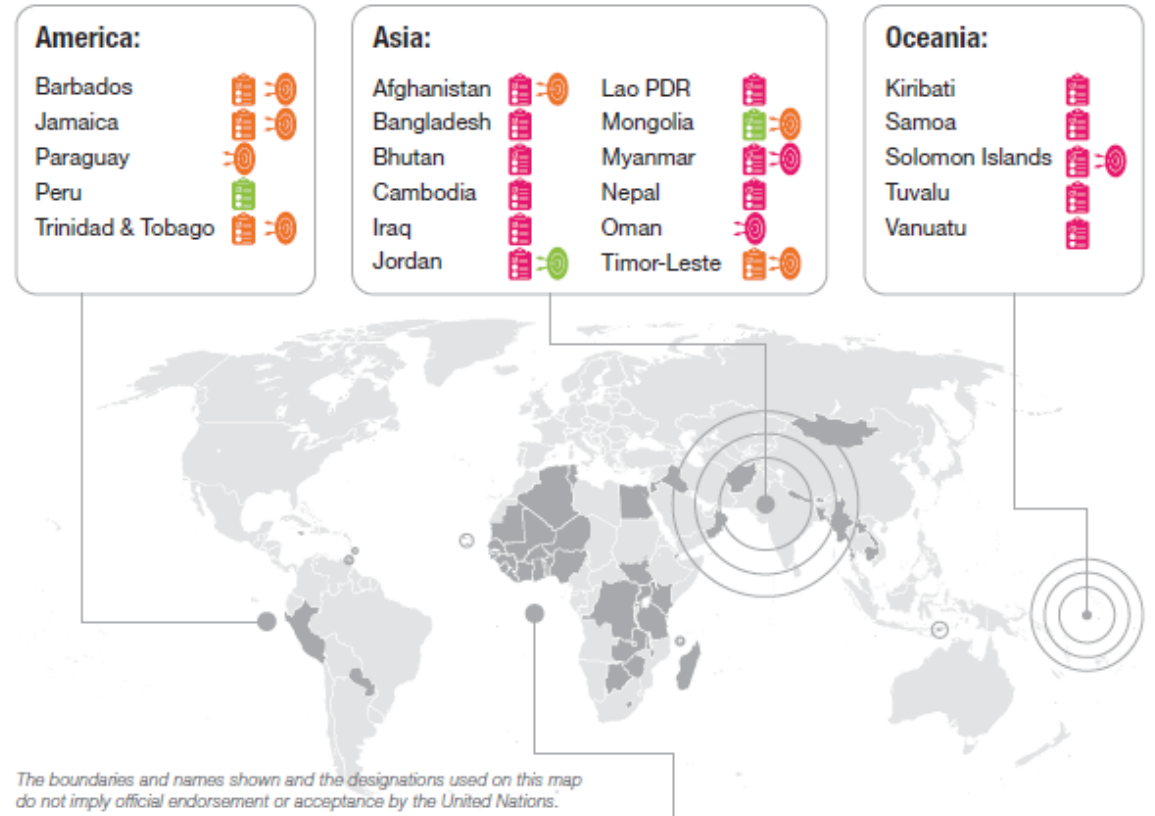 America:
Barbados
Jamaica
Paraguay
Peru
Trinidad & Tobago
Asia:
Afghanistan
Bangladesh
Bhutan
Cambodia
Iraq
Jordan
Lao PDR
Mongolia
Myanmar
Nepal
Oman
Timor-Leste
Oceania:
Kiribati
Samoa
Solomon Islands
Tuvalu
Vanuatu
The boundaries and names shown and the designations used on this map
do not imply official endorsement or acceptance by the United Nations.